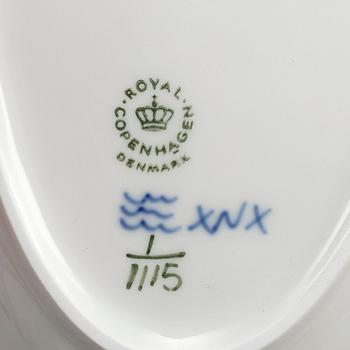 ROYAL
COPENHAGEN
DENMARK
XNX
1
1115